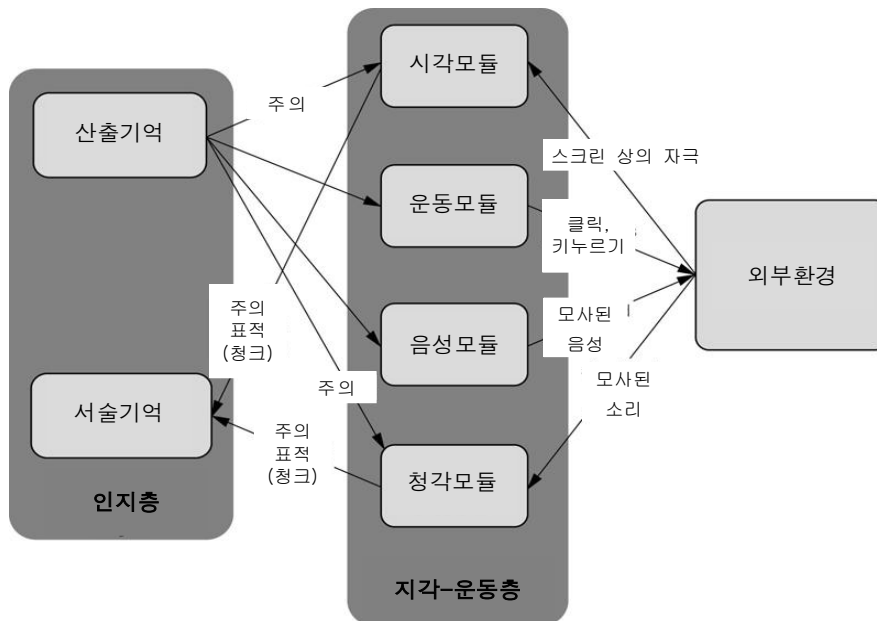 시각모듈
산출기억
주의
스크린 상의 자극
운동모듈
클릭,
키누르기
외부환경
주의
표적
(청크)
음성모듈
모사된
음성
주의
모사된
소리
서술기억
주의
표적
(청크)
청각모듈
인지층
지각-운동층